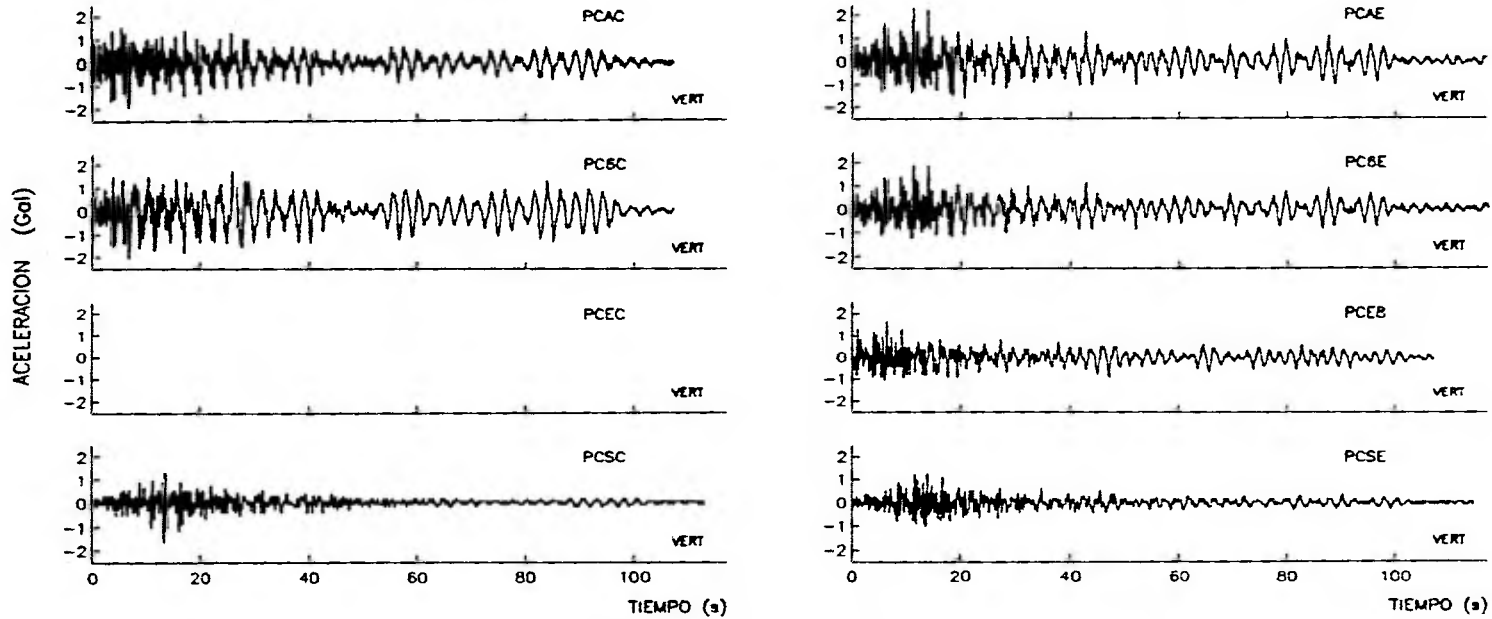 ACELERACION (Gal)
2
1
0
-1
-2
PCAC
VERT
2
1
0
-1
-2
PC6C
VERT
2
1
0
-1
-2
PCEC
VERT
2
1
0
-1
-2
PCSC
VERT
0 20 40 60 80 100
TIEMPO (s)
2
1
0
-1
-2
PCAE
VERT
2
1
0
-1
-2
PC6E
VERT
2
1
0
-1
-2
PCE8
VERT
2
1
0
-1
-2
PCSE
VERT
0 20 40 60 80 100
TIEMPO (s)